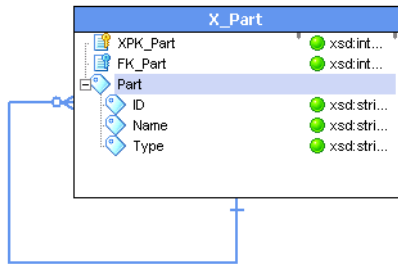 X_Part
XPK_Part xsd:int...
FK_Part xsd:int...
Part
ID xsd:stri...
Name xsd:stri...
Type xsd:stri...